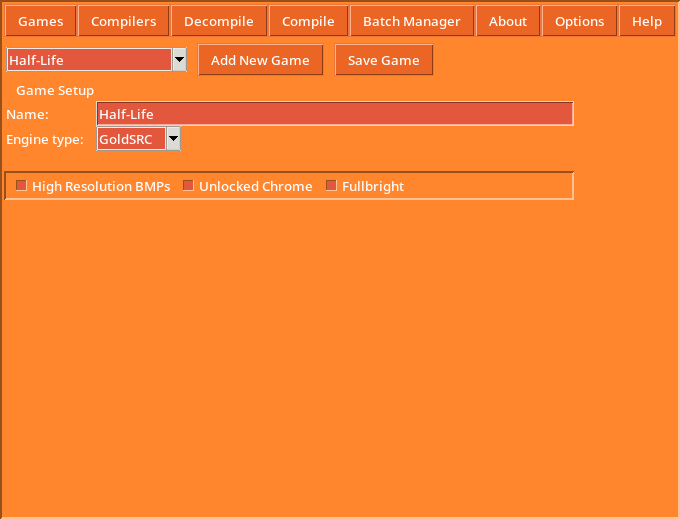 Games Compilers Decompile Compile Batch Manager About Options Help
Half-Life Add New Game Save Game
Game Setup
Name: Half-Life
Engine type: GoldSRC
High Resolution BMPs Unlocked Chrome Fullbright